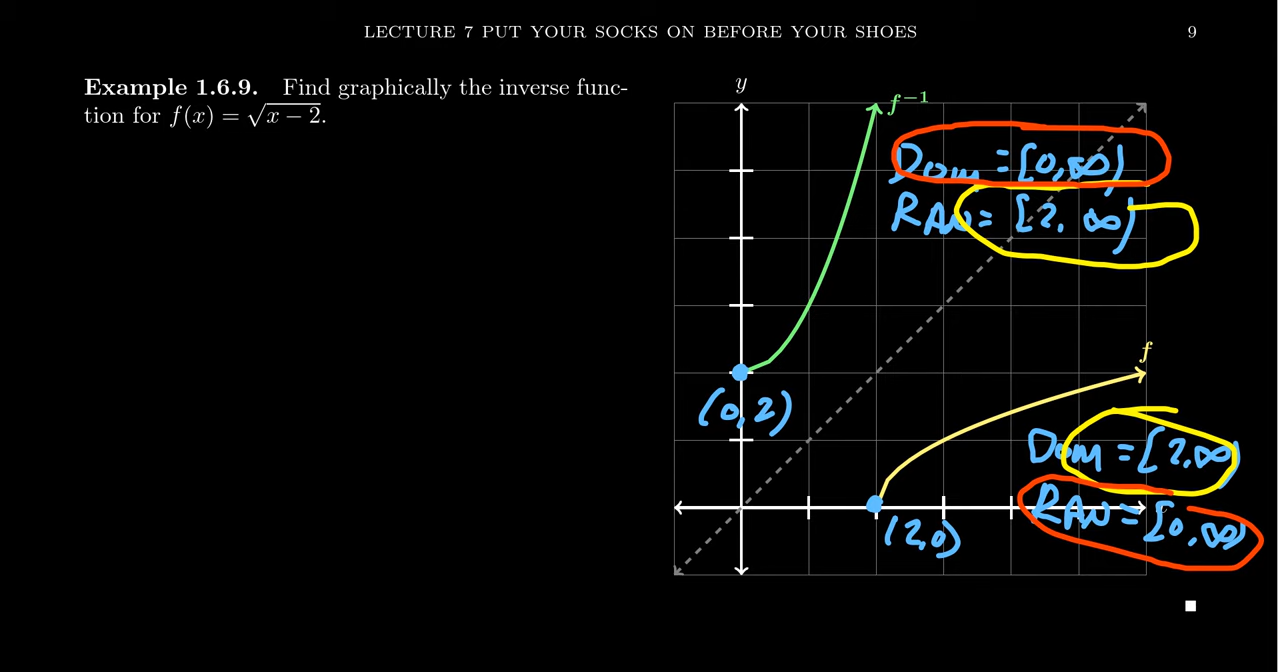 LECTURE 7 PUT YOUR SOCKS ON BEFORE YOUR SHOES 9
Example 1.6.9. Find graphically the inverse func-
tion for f(x) = √(x − 2).
y
f⁻¹
DOM = [0, ∞)
RAN = [2, ∞)
f
(0, 2)
DOM = [2, ∞)
RAN = [0, ∞)
(2, 0)